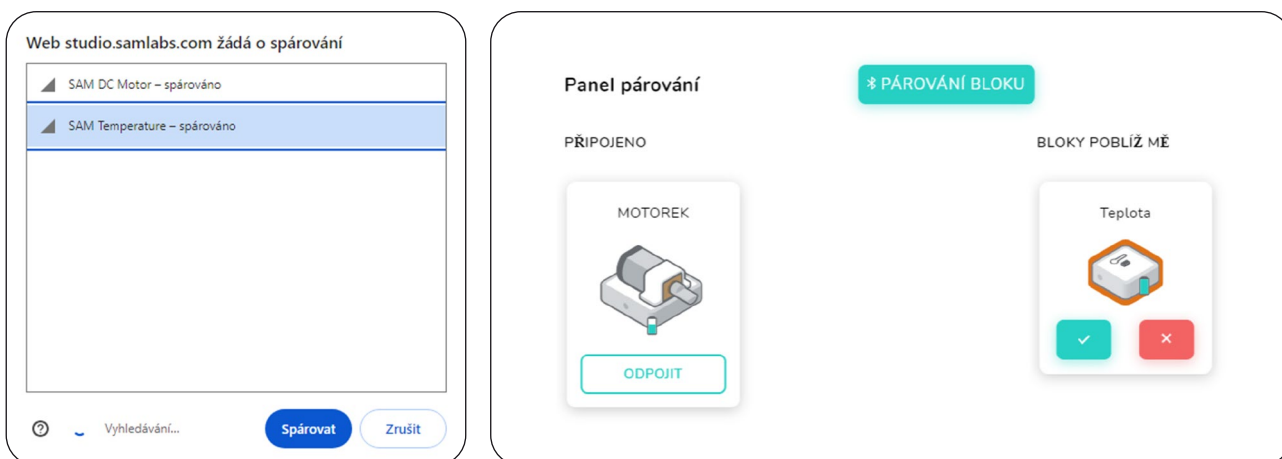 Web studio.samlabs.com žádá o spárování
SAM DC Motor – spárováno
SAM Temperature – spárováno
Vyhledávání...
Spárovat
Zrušit
Panel párování
PÁROVÁNÍ BLOKU
PŘIPOJENO
BLOKY POBLÍŽ MĚ
MOTOREK
ODPOJIT
Teplota